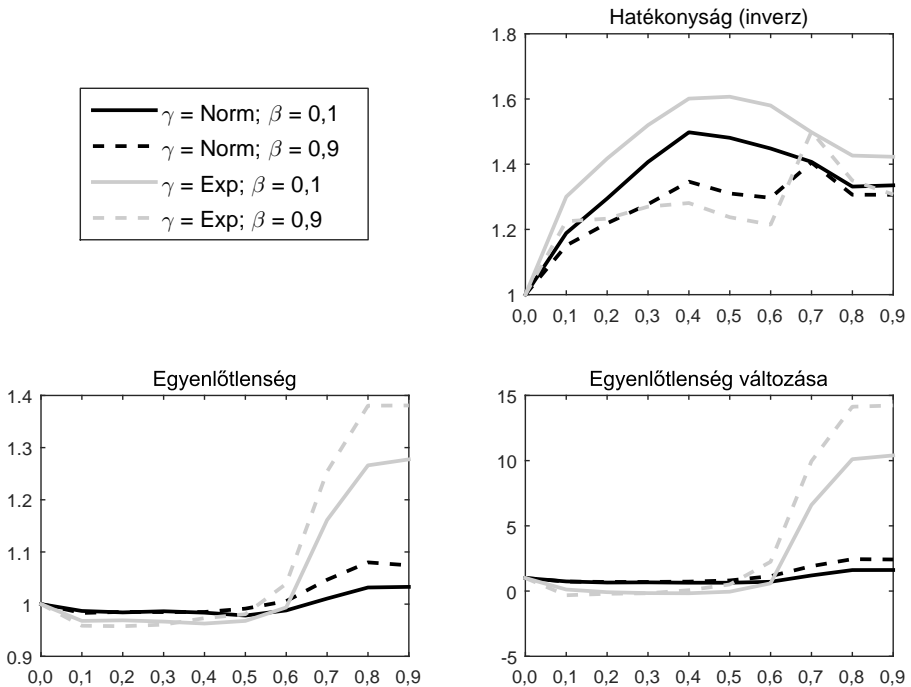 γ = Norm; β = 0,1
γ = Norm; β = 0,9
γ = Exp; β = 0,1
γ = Exp; β = 0,9
Hatékonyság (inverz)
1.8
1.6
1.4
1.2
1
0,0 0,1 0,2 0,3 0,4 0,5 0,6 0,7 0,8 0,9
Egyenlőtlenség
1.4
1.3
1.2
1.1
1
0.9
0,0 0,1 0,2 0,3 0,4 0,5 0,6 0,7 0,8 0,9
Egyenlőtlenség változása
15
10
5
0
-5
0,0 0,1 0,2 0,3 0,4 0,5 0,6 0,7 0,8 0,9